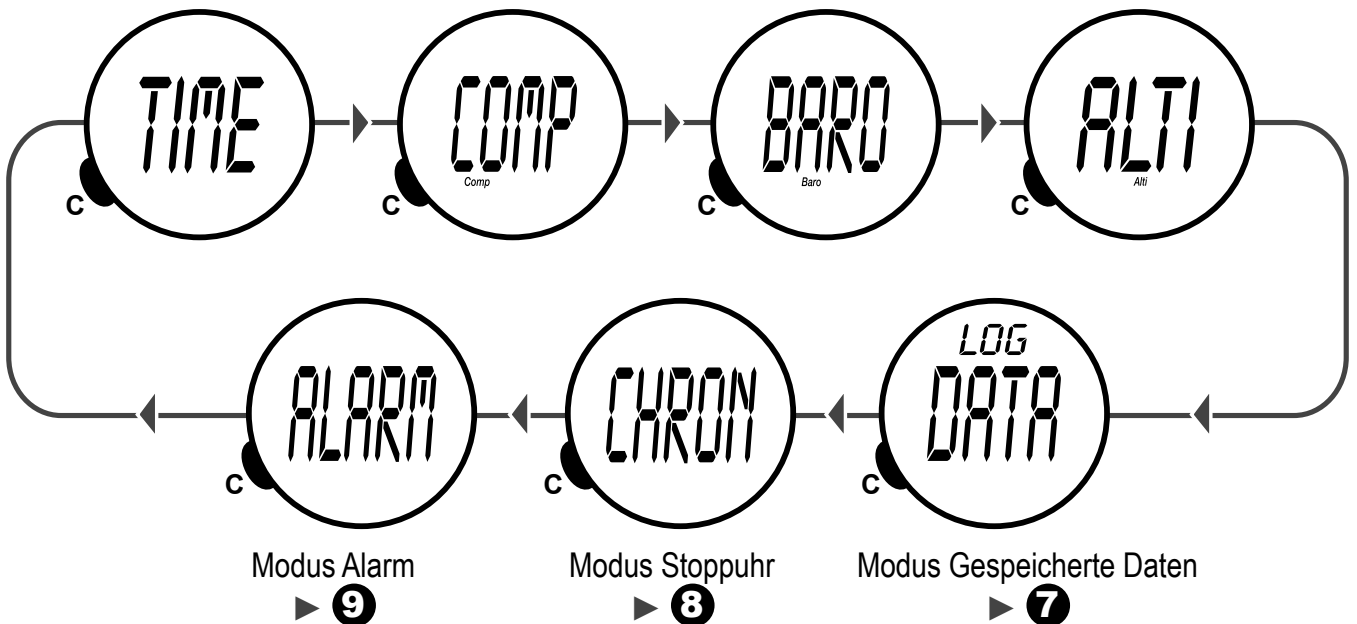 TIME
C
COMP
Comp
C
BARO
Baro
C
ALTI
Alti
C
ALARM
C
CHRON
C
LOG
DATA
C
Modus Alarm
► 9
Modus Stoppuhr
► 8
Modus Gespeicherte Daten
► 7